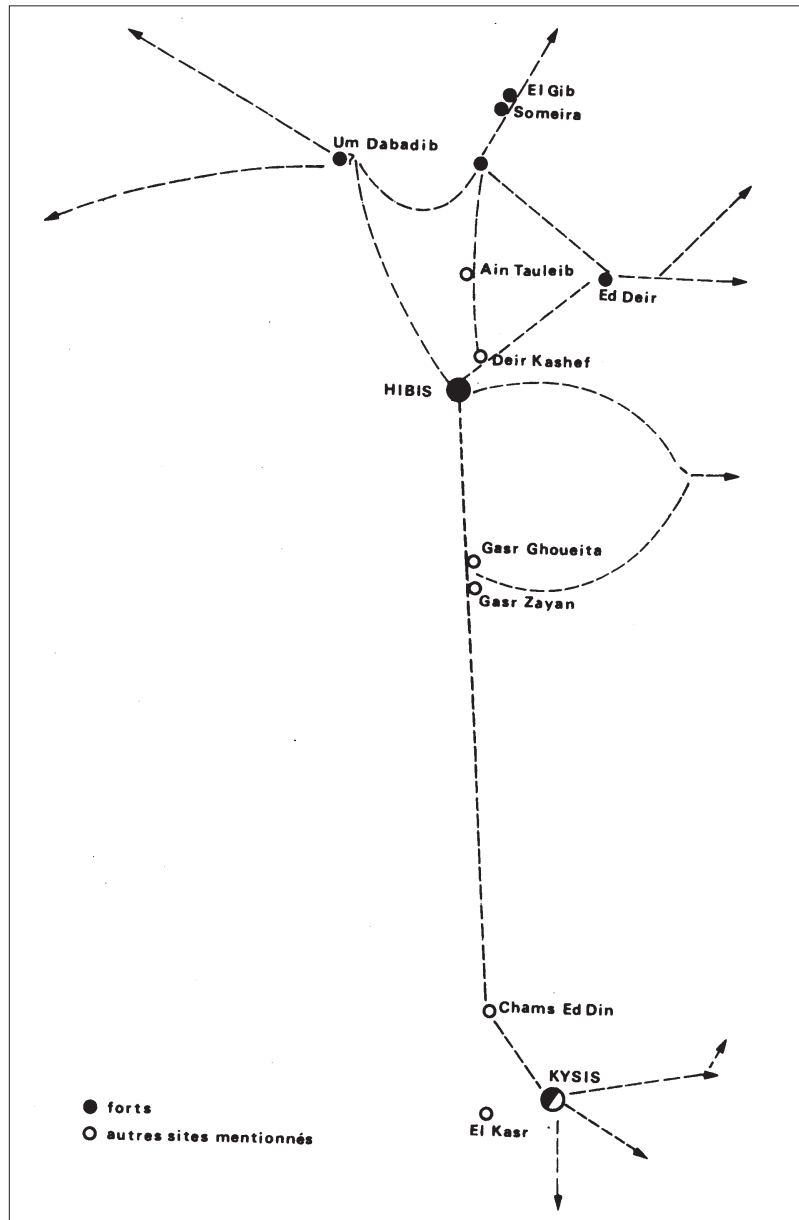 El Gib
Someira
Um Dabadib
?
Ain Tauleib
Ed Deir
Deir Kashef
HIBIS
Gasr Ghoueita
Gasr Zayan
Chams Ed Din
KYSIS
El Kasr
forts
autres sites mentionnés